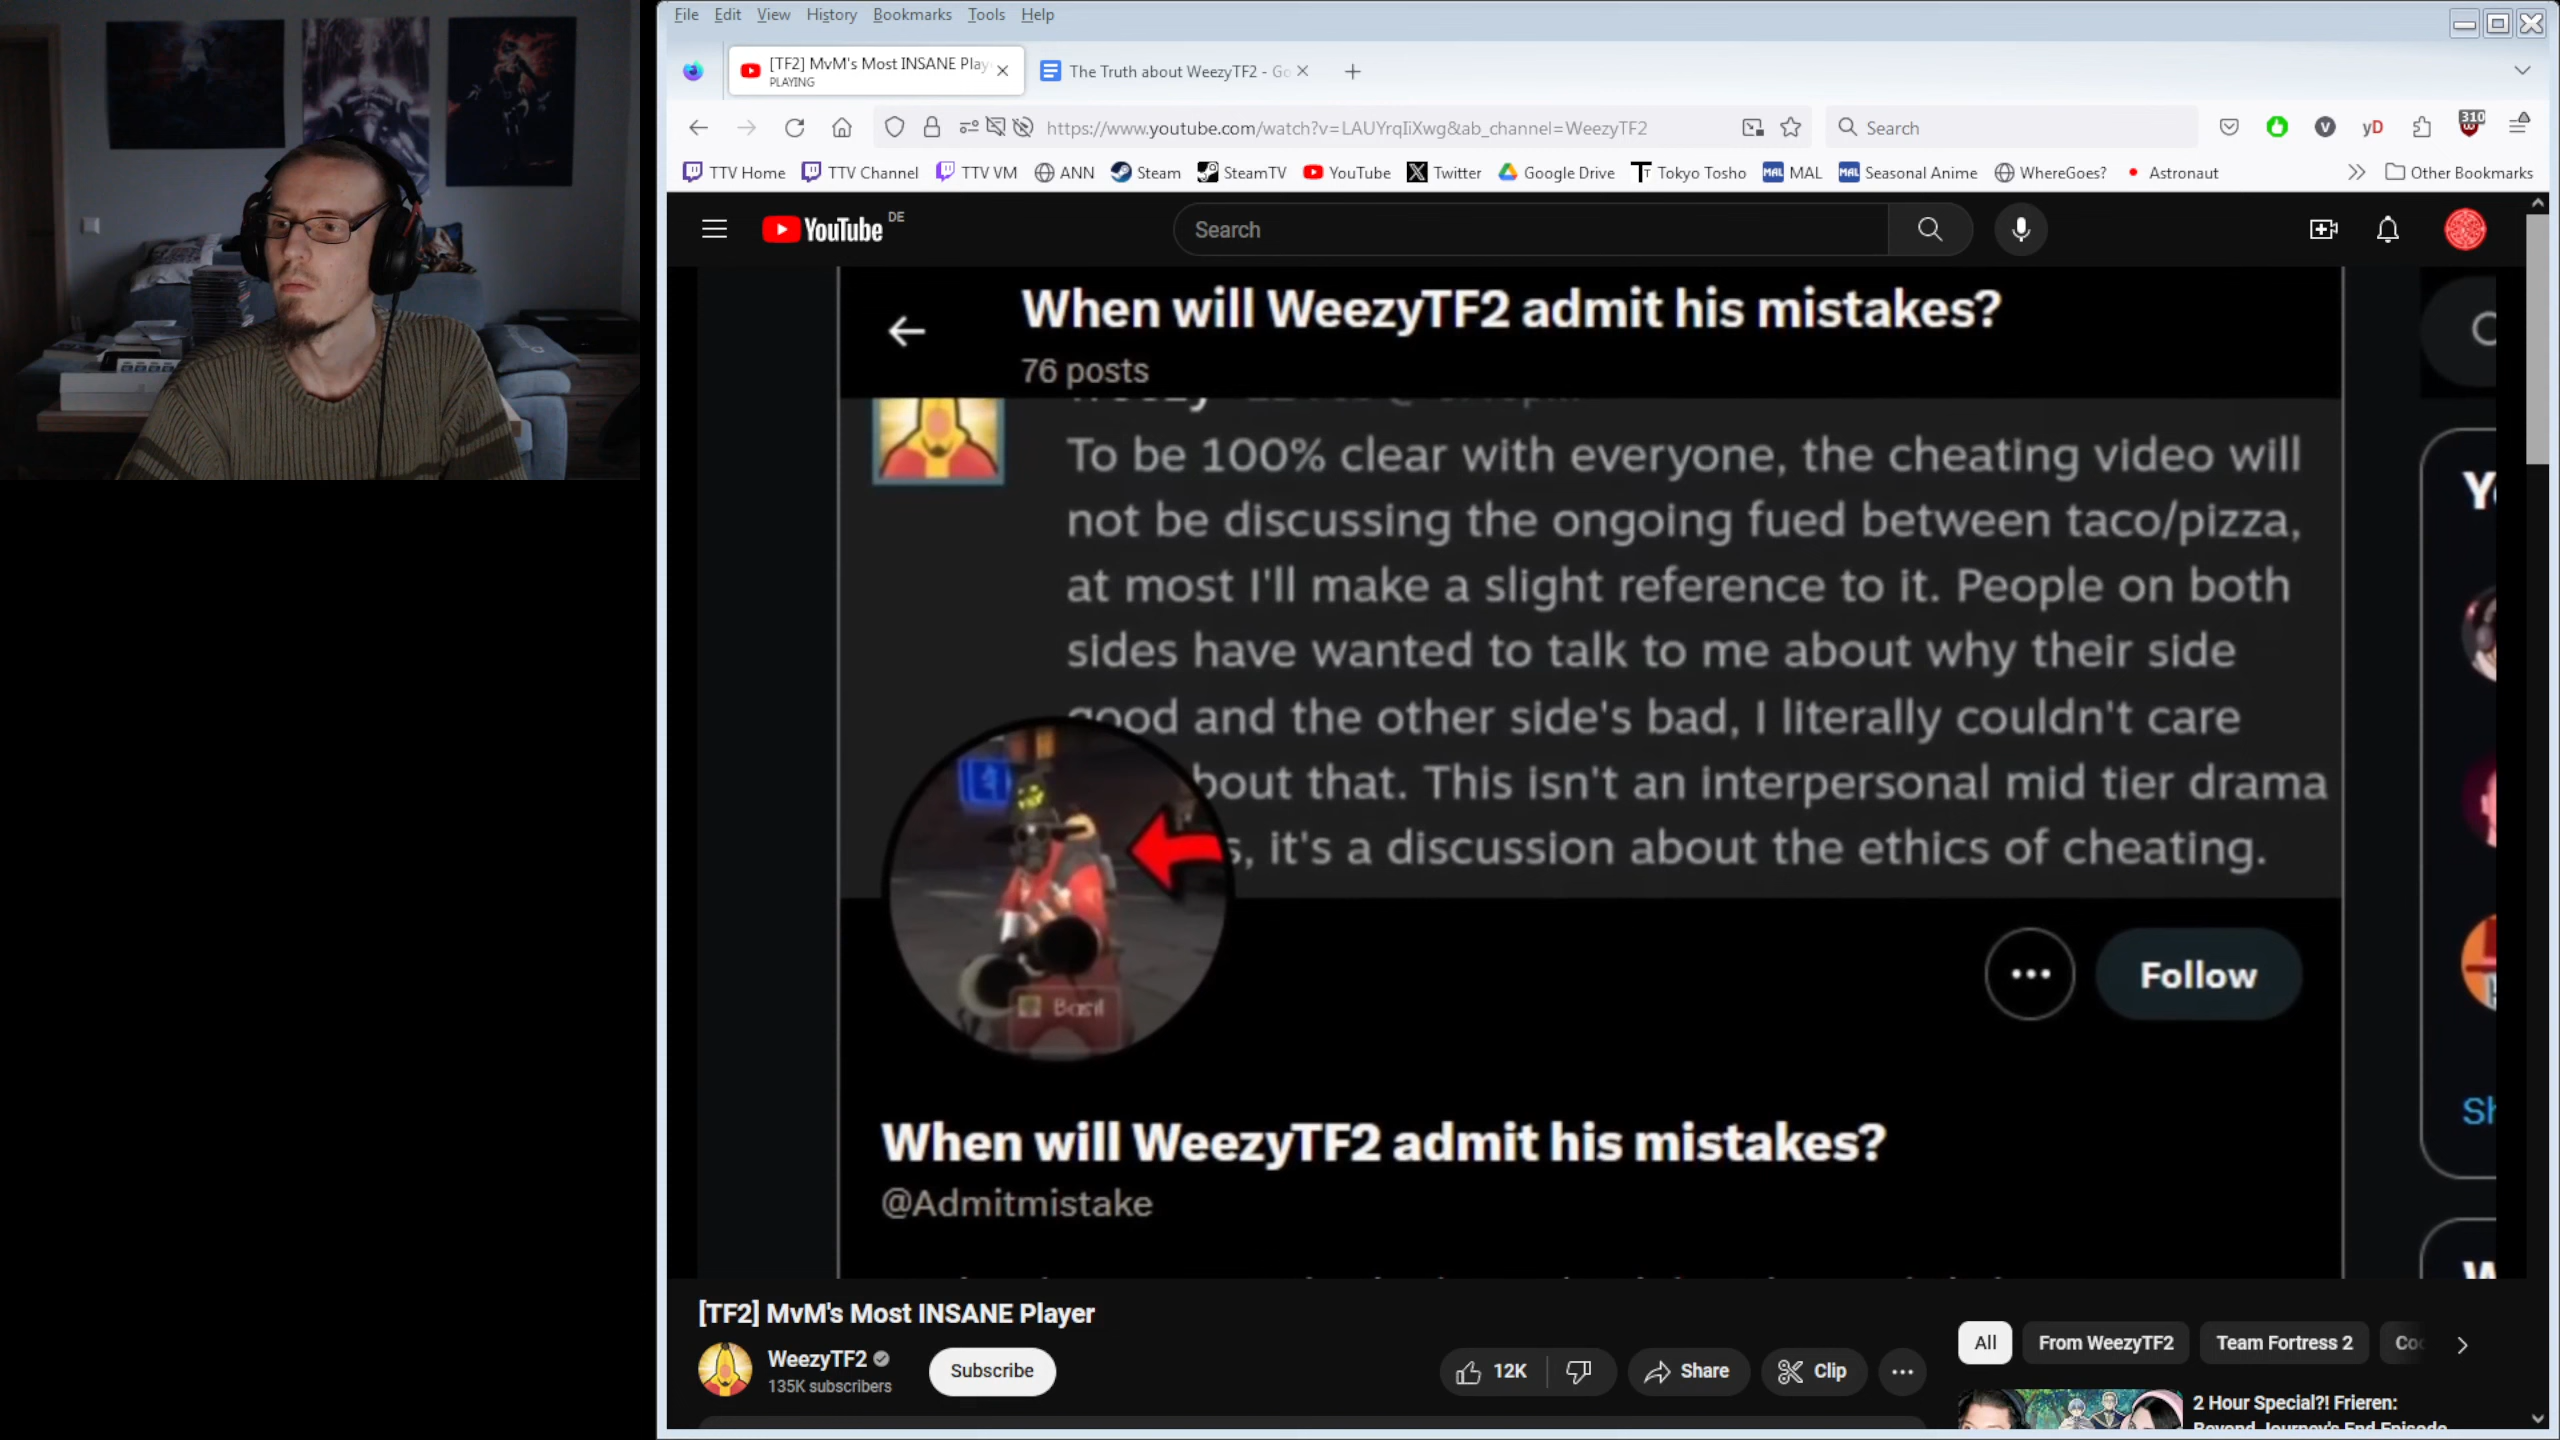 File Edit View History Bookmarks Tools Help
[TF2] MvM's Most INSANE Play
PLAYING
The Truth about WeezyTF2 - Go
https://www.youtube.com/watch?v=LAUYrqIiXwg&ab_channel=WeezyTF2
Search
310
TTV Home TTV Channel TTV VM ANN Steam SteamTV YouTube Twitter Google Drive Tokyo Tosho MAL Seasonal Anime WhereGoes? Astronaut Other Bookmarks
YouTube DE
Search
When will WeezyTF2 admit his mistakes?
76 posts
To be 100% clear with everyone, the cheating video will
not be discussing the ongoing fued between taco/pizza,
at most I'll make a slight reference to it. People on both
sides have wanted to talk to me about why their side
good and the other side's bad, I literally couldn't care
bout that. This isn't an interpersonal mid tier drama
s, it's a discussion about the ethics of cheating.
Basil
Follow
When will WeezyTF2 admit his mistakes?
@Admitmistake
[TF2] MvM's Most INSANE Player
WeezyTF2
135K subscribers
Subscribe
12K
Share
Clip
All
From WeezyTF2
Team Fortress 2
2 Hour Special?! Frieren:
Beyond Journey's End Episode